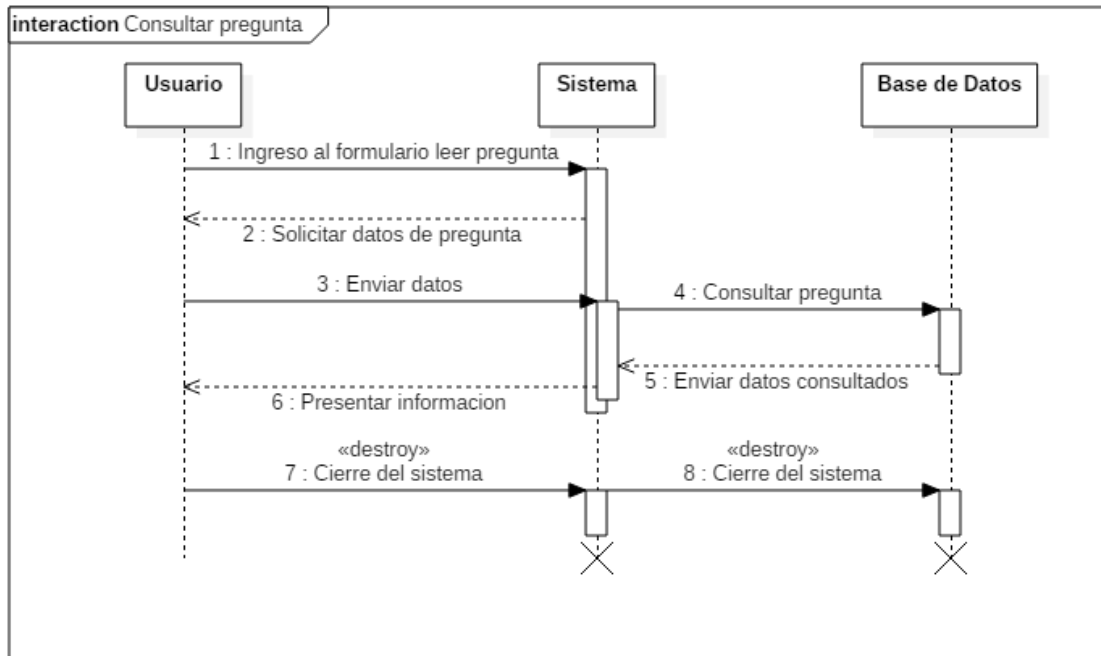 interaction Consultar pregunta
Usuario
Sistema
Base de Datos
1 : Ingreso al formulario leer pregunta
2 : Solicitar datos de pregunta
3 : Enviar datos
4 : Consultar pregunta
5 : Enviar datos consultados
6 : Presentar informacion
«destroy»
7 : Cierre del sistema
«destroy»
8 : Cierre del sistema